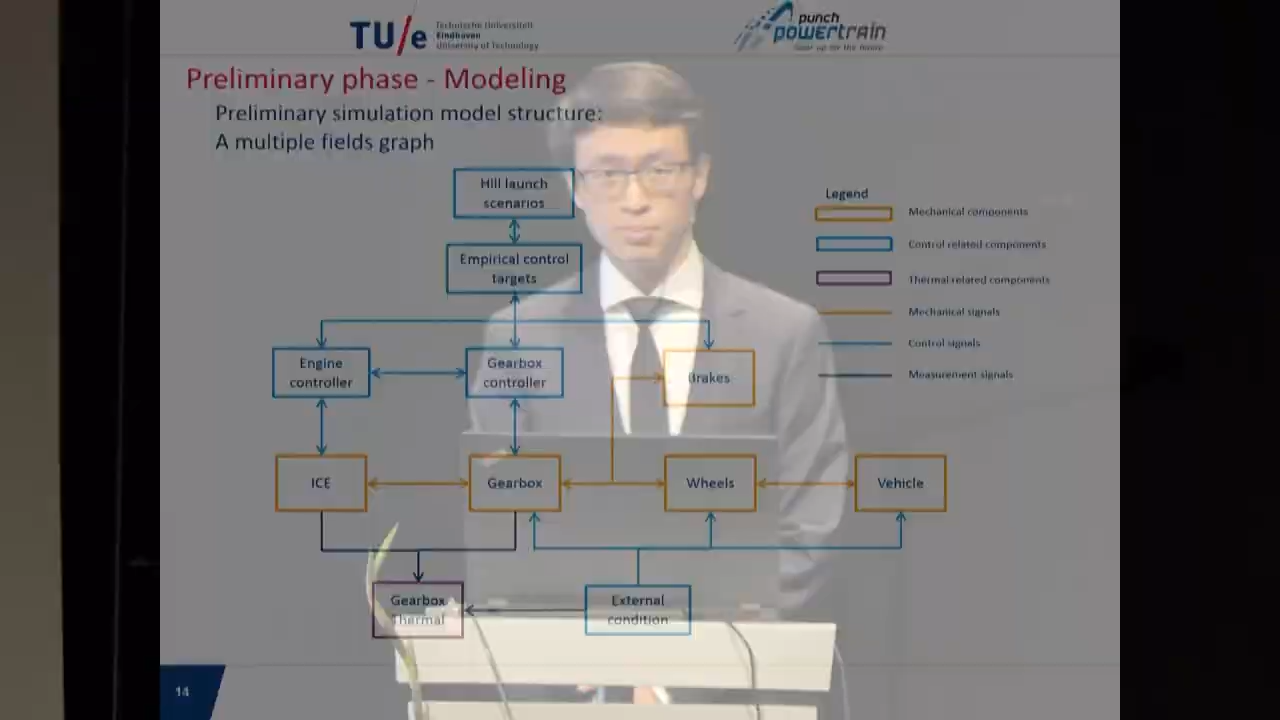 TU/e
Technische Universiteit
Eindhoven
University of Technology
punch
powertrain
Gear up for the future
Preliminary phase - Modeling
Preliminary simulation model structure:
A multiple fields graph
Hill launch
scenarios
Empirical control
targets
Engine
controller
Gearbox
controller
Brakes
ICE
Gearbox
Wheels
Vehicle
Gearbox
Thermal
External
condition
Legend
Mechanical components
Control related components
Thermal related components
Mechanical signals
Control signals
Measurement signals
14